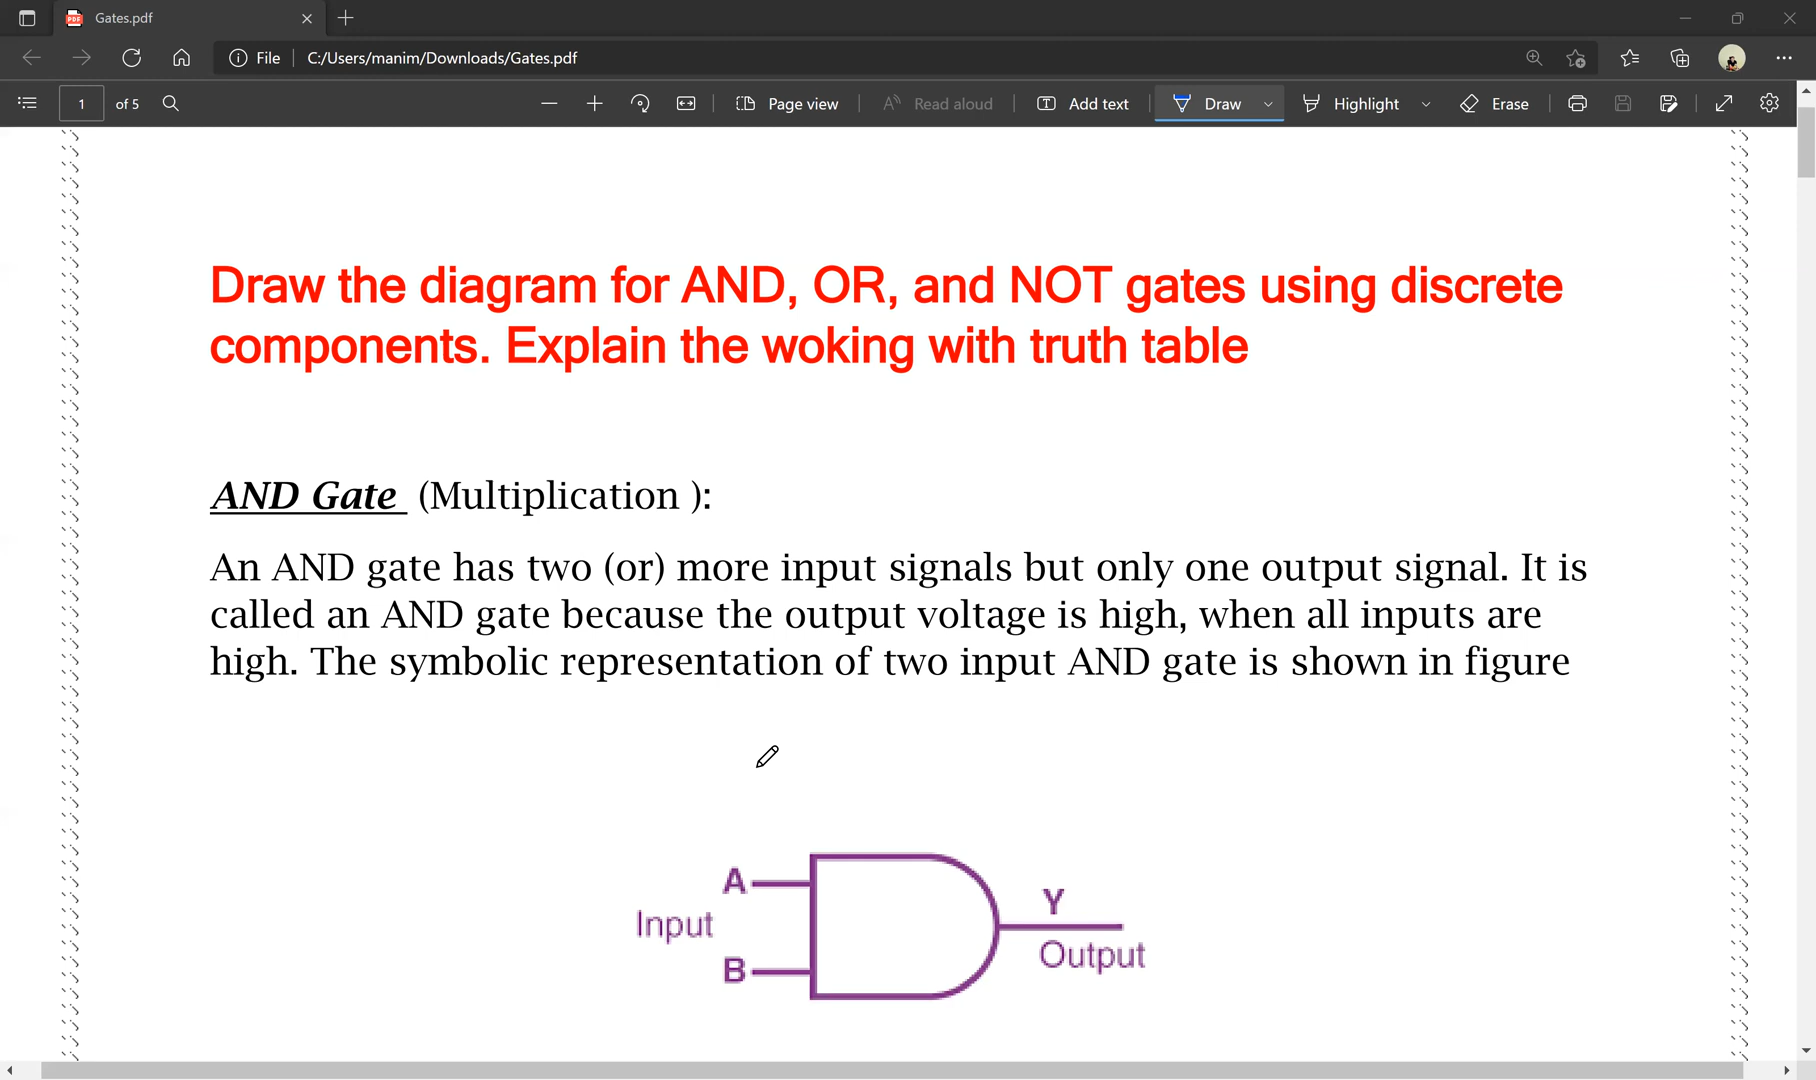 Gates.pdf
File C:/Users/manim/Downloads/Gates.pdf
1 of 5 Page view Read aloud Add text Draw Highlight Erase
Draw the diagram for AND, OR, and NOT gates using discrete
components. Explain the woking with truth table
AND Gate (Multiplication ):
An AND gate has two (or) more input signals but only one output signal. It is
called an AND gate because the output voltage is high, when all inputs are
high. The symbolic representation of two input AND gate is shown in figure
A
Y
Input
Output
B